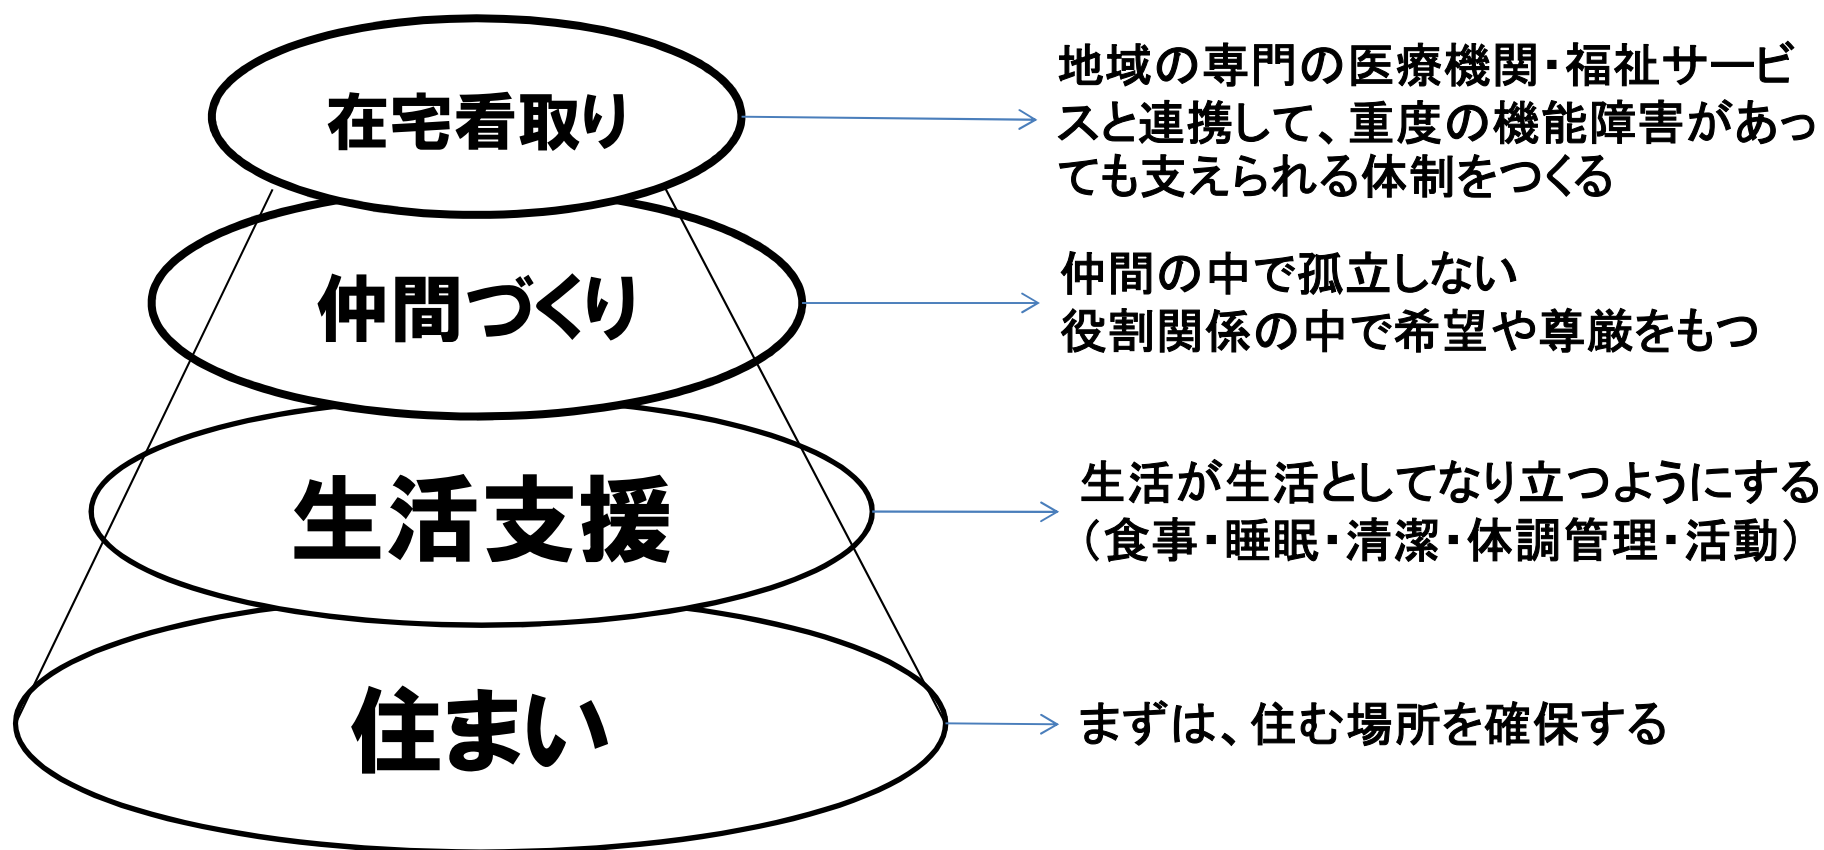 在宅看取り
地域の専門の医療機関・福祉サービ
スと連携して、重度の機能障害があっ
ても支えられる体制をつくる
仲間づくり
仲間の中で孤立しない
役割関係の中で希望や尊厳をもつ
生活支援
生活が生活としてなり立つようにする
（食事・睡眠・清潔・体調管理・活動）
住まい
まずは、住む場所を確保する